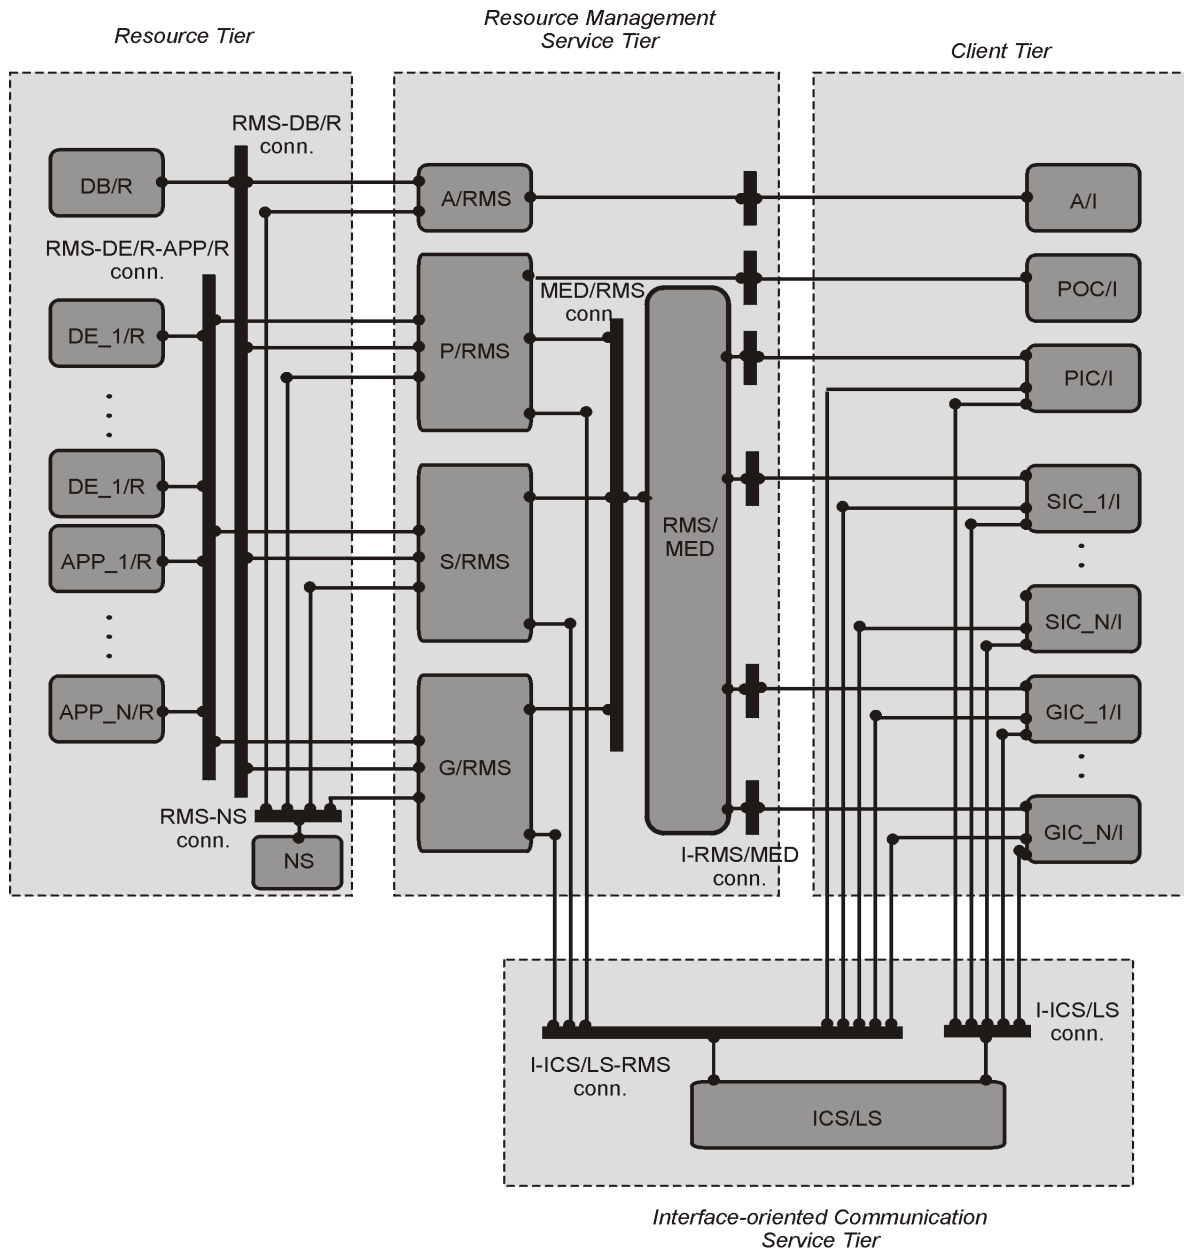 Resource Tier
Resource Management
Service Tier
Client Tier
RMS-DB/R
conn.
DB/R
A/RMS
A/I
RMS-DE/R-APP/R
conn.
MED/RMS
conn.
POC/I
DE_1/R
P/RMS
PIC/I
DE_1/R
SIC_1/I
RMS/
MED
APP_1/R
S/RMS
SIC_N/I
APP_N/R
GIC_1/I
G/RMS
RMS-NS
conn.
GIC_N/I
NS
I-RMS/MED
conn.
I-ICS/LS
conn.
I-ICS/LS-RMS
conn.
ICS/LS
Interface-oriented Communication
Service Tier